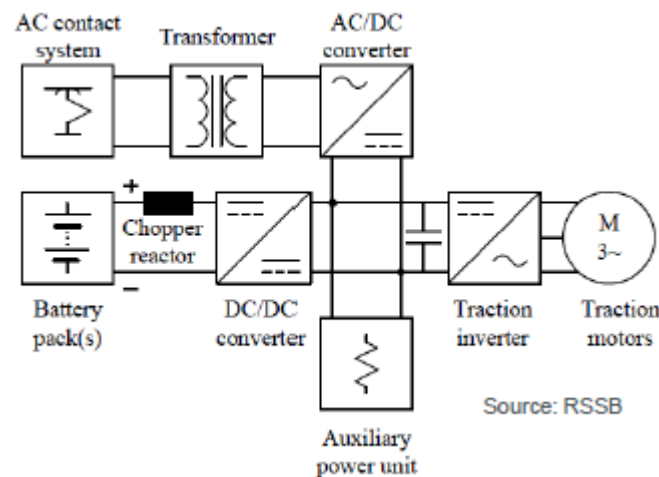 AC contact
system
Transformer
AC/DC
converter
+
Chopper
reactor
−
Battery
pack(s)
DC/DC
converter
Traction
inverter
M
3~
Traction
motors
Auxiliary
power unit
Source: RSSB